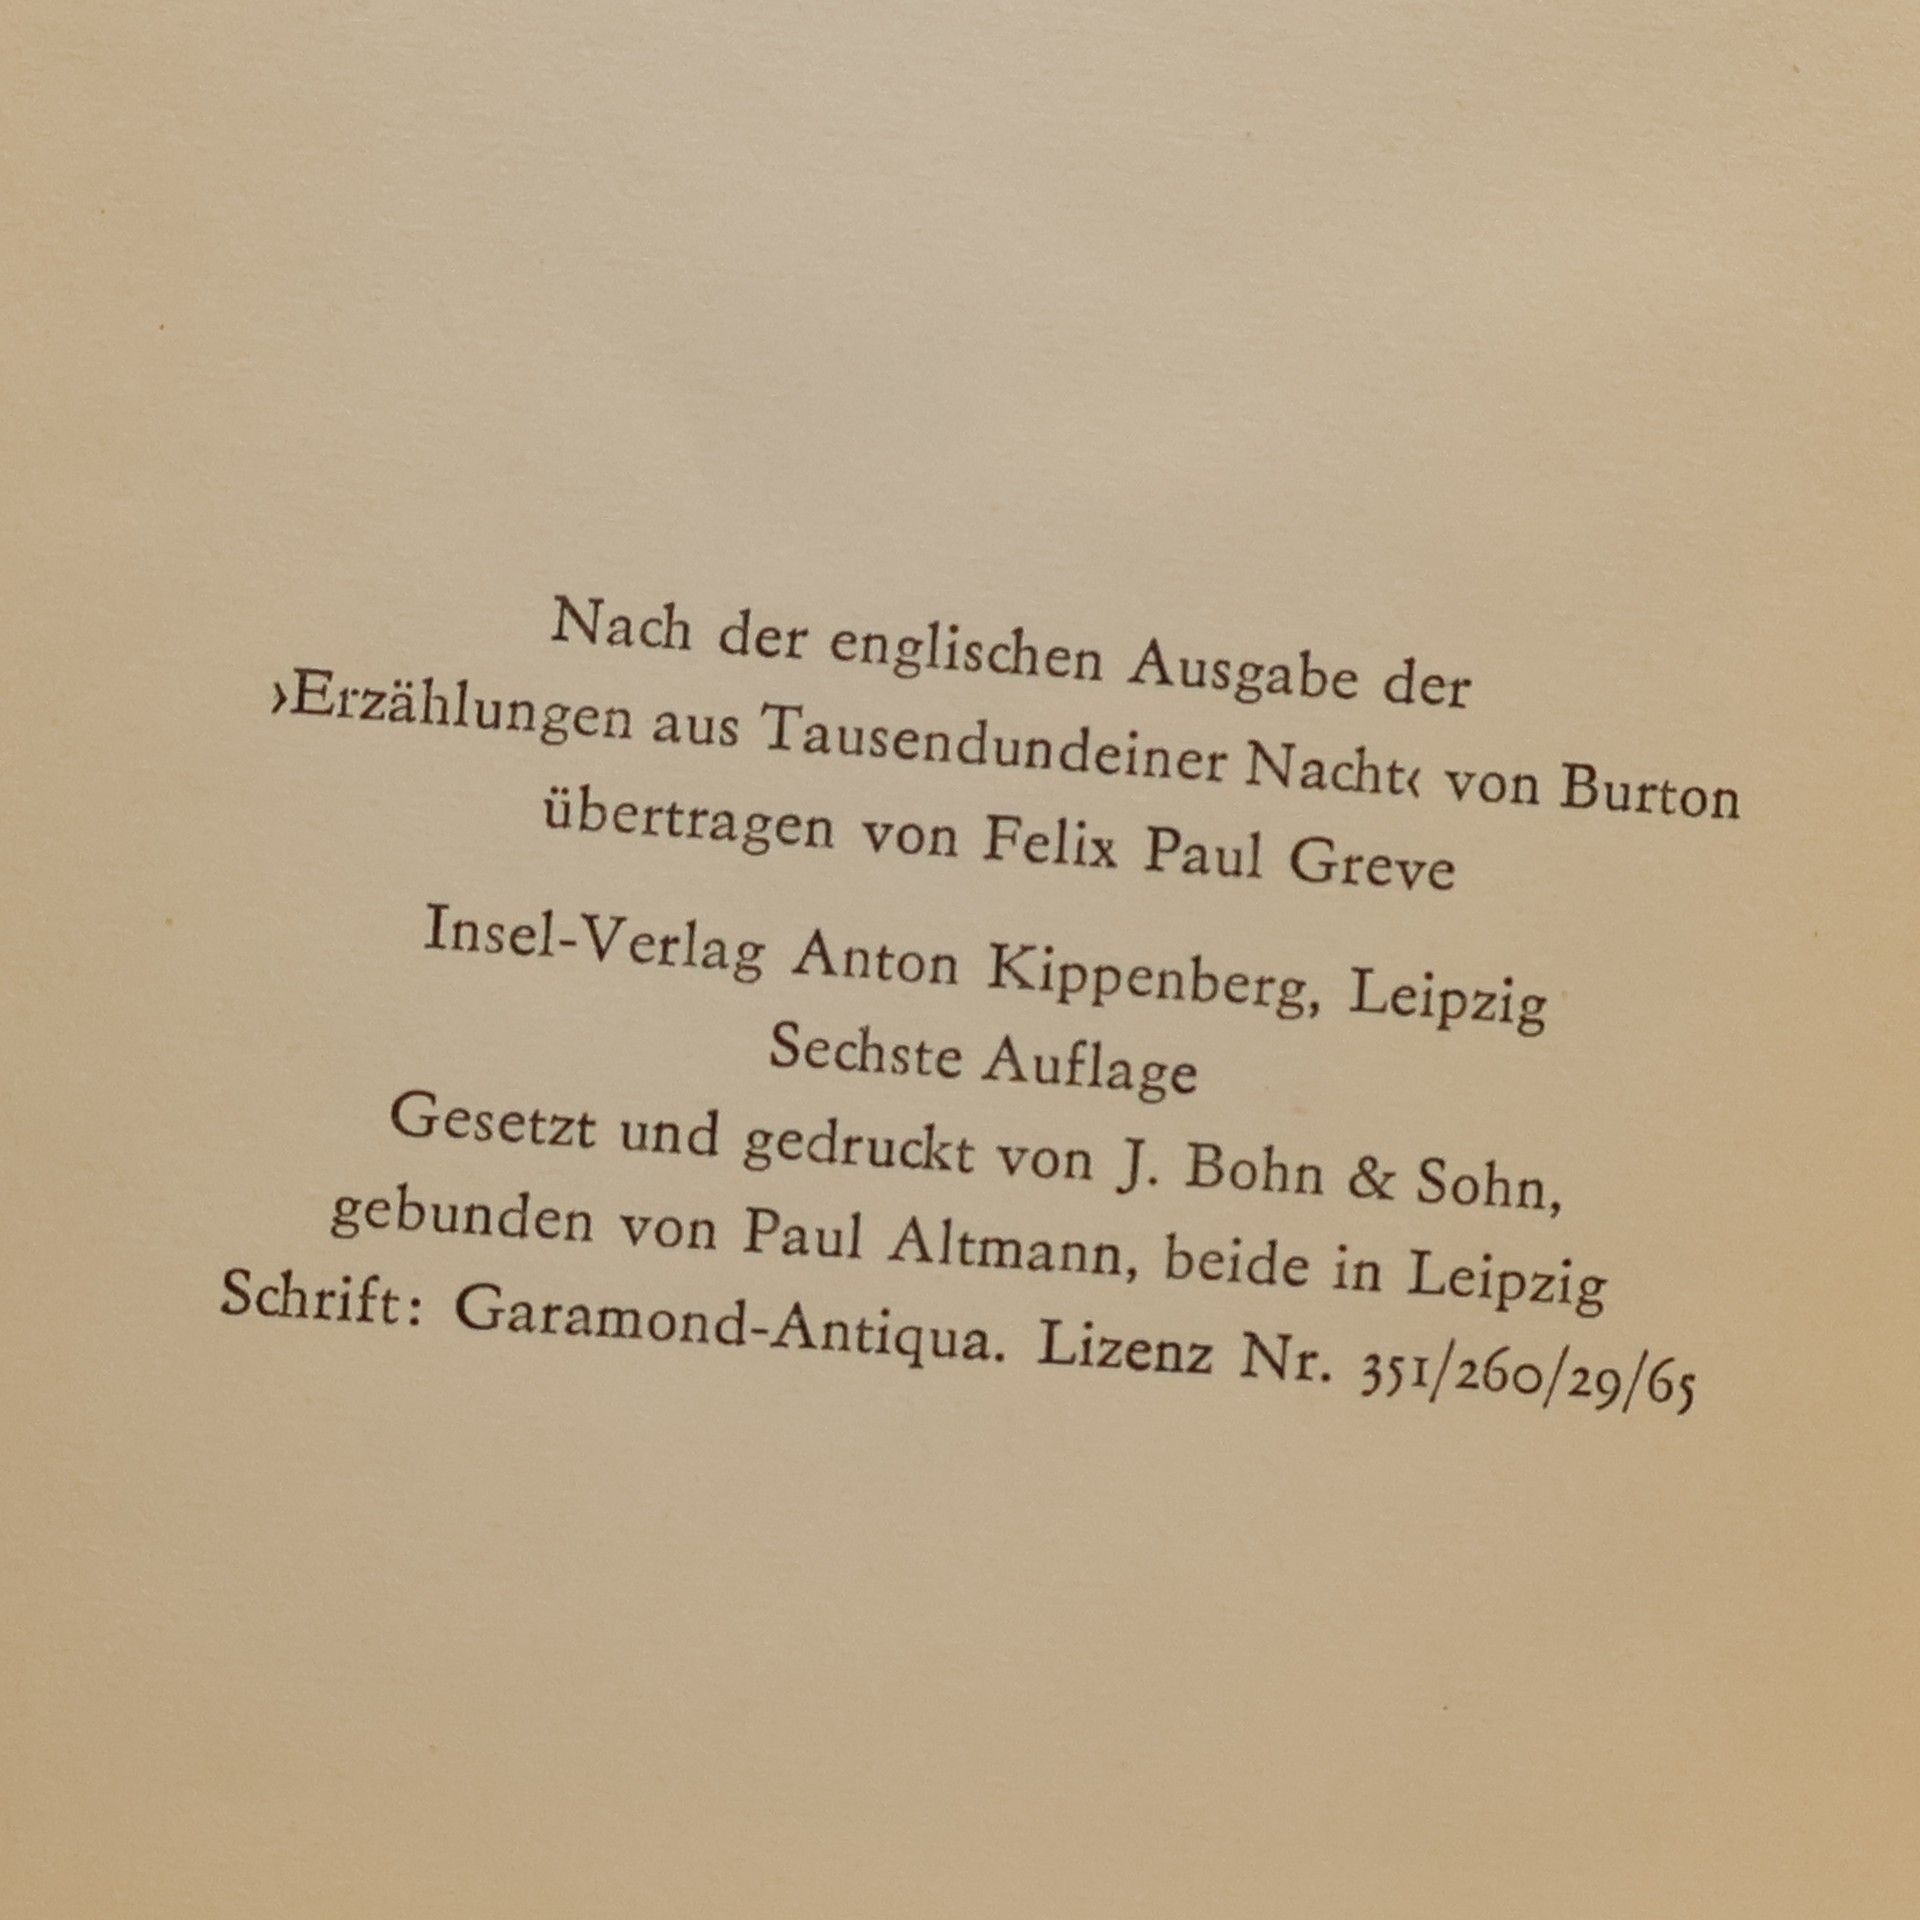 Nach der englischen Ausgabe der
›Erzählungen aus Tausendundeiner Nacht‹ von Burton
übertragen von Felix Paul Greve
Insel-Verlag Anton Kippenberg, Leipzig
Sechste Auflage
Gesetzt und gedruckt von J. Bohn & Sohn,
gebunden von Paul Altmann, beide in Leipzig
Schrift: Garamond-Antiqua. Lizenz Nr. 351/260/29/65